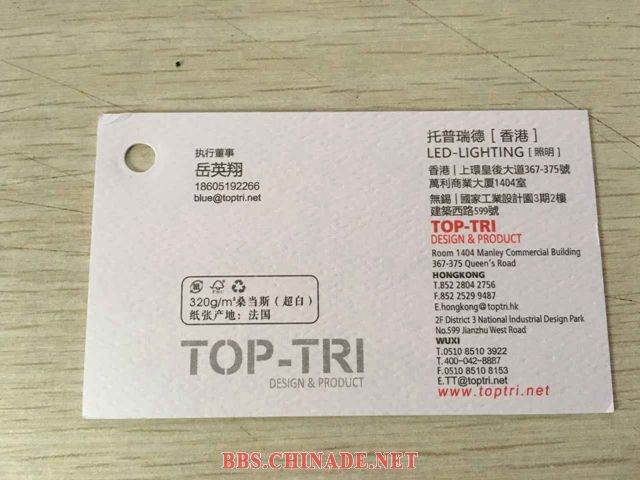 执行董事
岳英翔
18605192266
blue@toptri.net
320g/m²桑当斯（超白）
纸张产地：法国
TOP-TRI
DESIGN & PRODUCT
托普瑞德［香港］
LED-LIGHTING［照明］
香港｜上環皇後大道367-375號
萬利商業大厦1404室
無錫｜國家工業設計園3期2樓
建築西路599號
TOP-TRI
DESIGN & PRODUCT
Room 1404 Manley Commercial Building
367-375 Queen's Road
HONGKONG
T.852 2804 2756
F.852 2529 9487
E.hongkong@toptri.hk
2F District 3 National Industrial Design Park
No.599 Jianzhu West Road
WUXI
T.0510 8510 3922
T.400-042-8887
F.0510 8510 8153
E.TT@toptri.net
www.toptri.net
BBS.CHINADE.NET